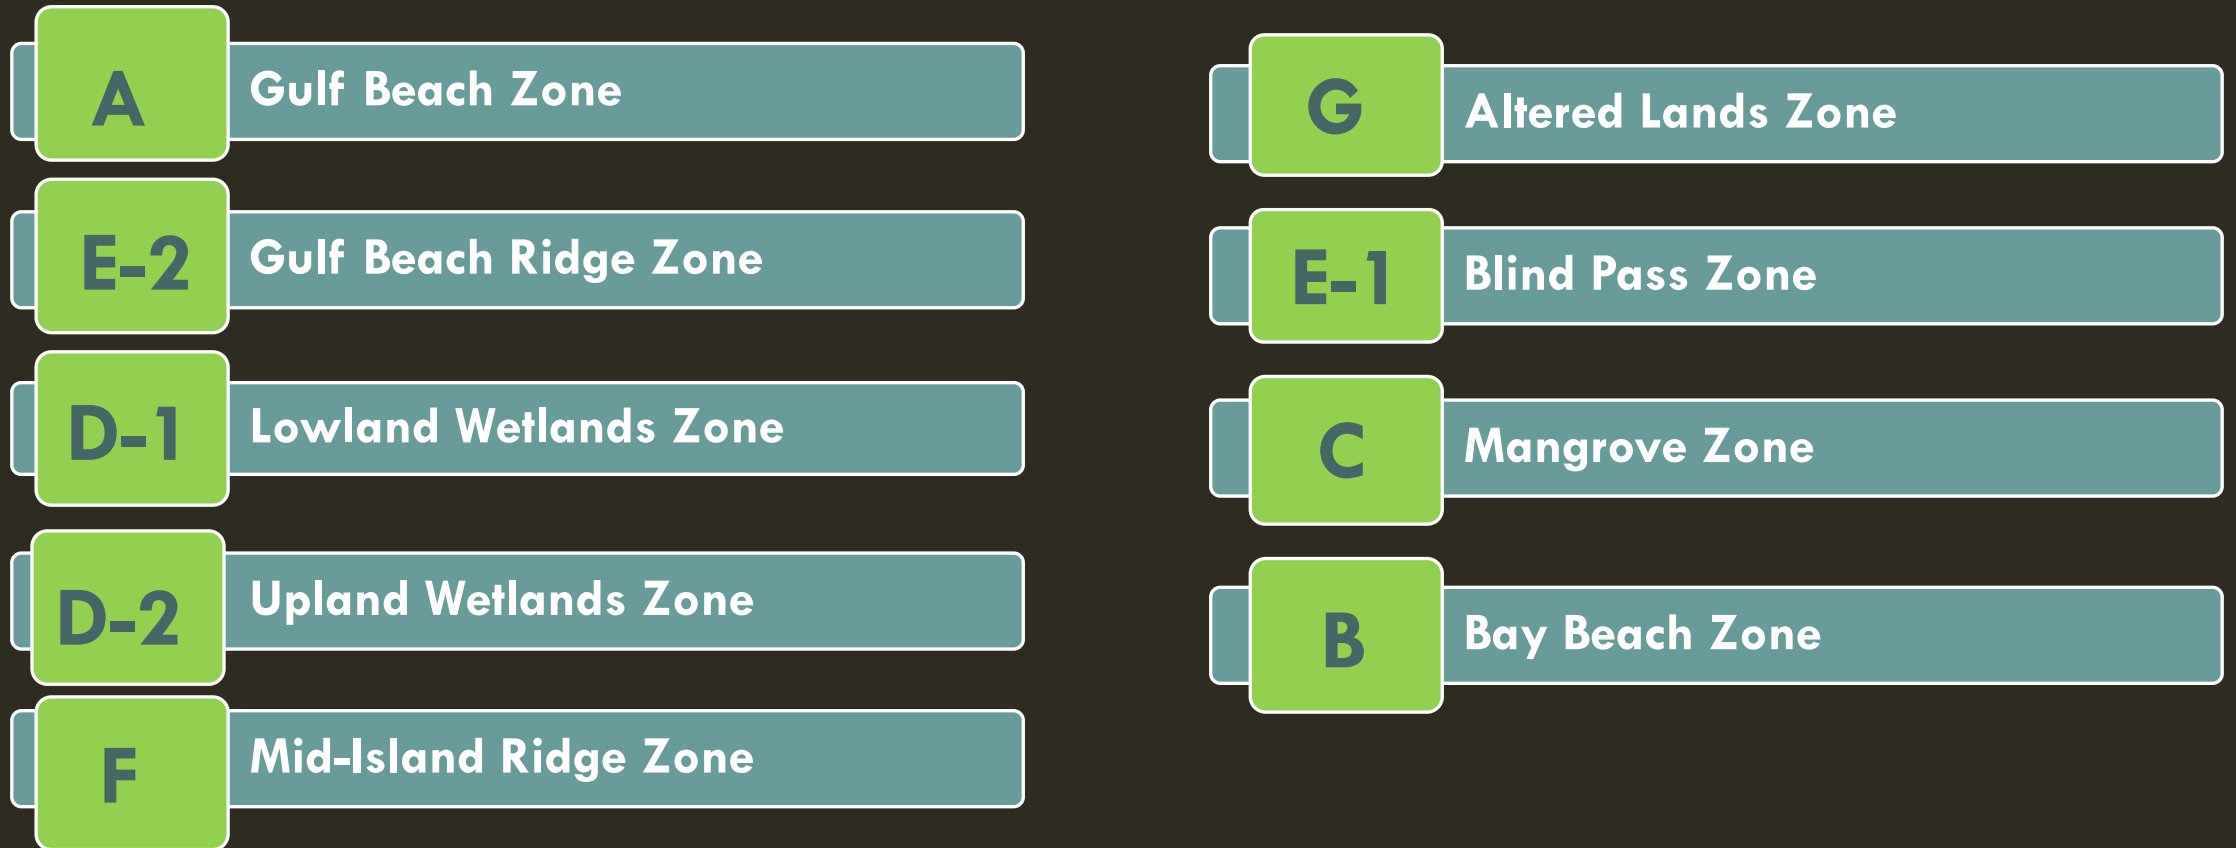 A
Gulf Beach Zone
E-2
Gulf Beach Ridge Zone
D-1
Lowland Wetlands Zone
D-2
Upland Wetlands Zone
F
Mid-Island Ridge Zone
G
Altered Lands Zone
E-1
Blind Pass Zone
C
Mangrove Zone
B
Bay Beach Zone